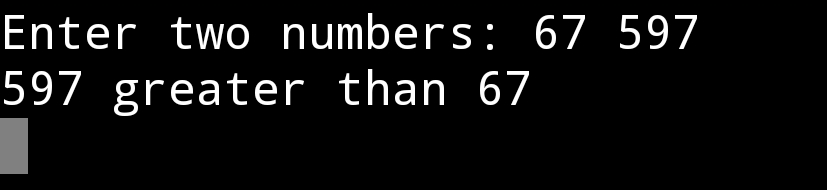 Enter two numbers: 67 597
597 greater than 67